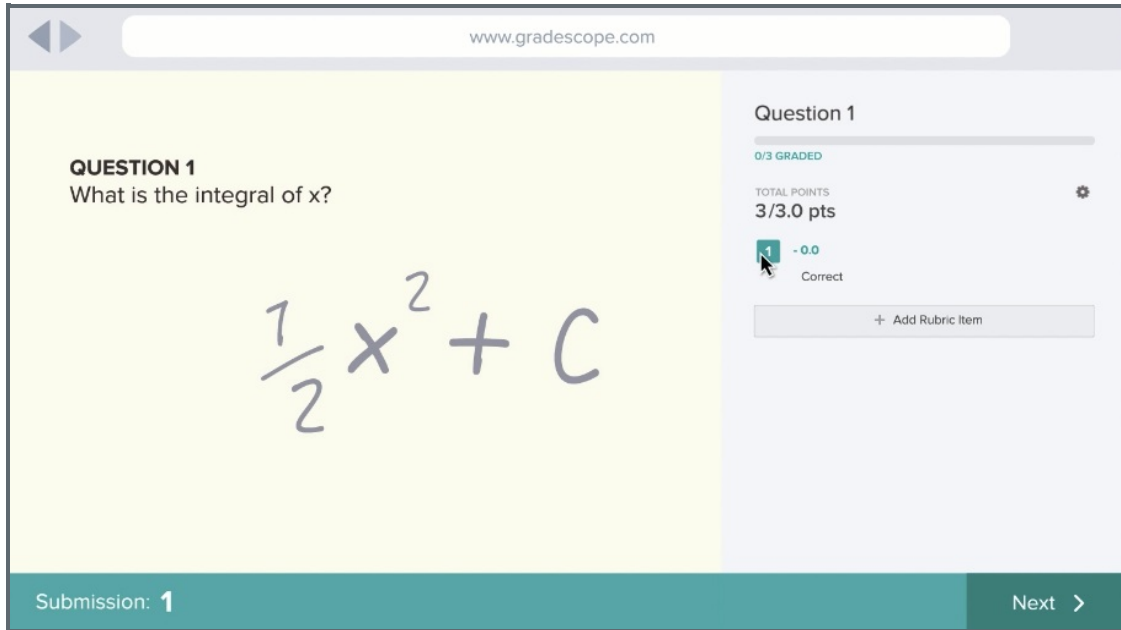 www.gradescope.com
QUESTION 1
What is the integral of x?
1/2 x² + C
Question 1
0/3 GRADED
TOTAL POINTS
3/3.0 pts
1 - 0.0
Correct
+ Add Rubric Item
Submission: 1
Next >